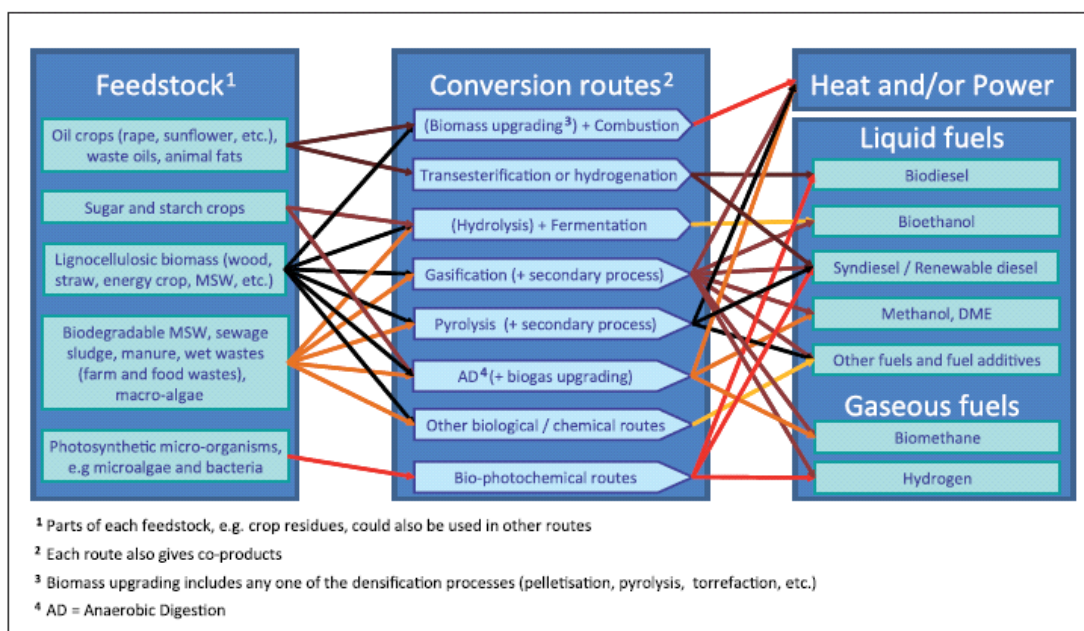 Feedstock¹
Oil crops (rape, sunflower, etc.),
waste oils, animal fats
Sugar and starch crops
Lignocellulosic biomass (wood,
straw, energy crop, MSW, etc.)
Biodegradable MSW, sewage
sludge, manure, wet wastes
(farm and food wastes),
macro-algae
Photosynthetic micro-organisms,
e.g microalgae and bacteria
Conversion routes²
(Biomass upgrading³) + Combustion
Transesterification or hydrogenation
(Hydrolysis) + Fermentation
Gasification (+ secondary process)
Pyrolysis (+ secondary process)
AD⁴ (+ biogas upgrading)
Other biological / chemical routes
Bio-photochemical routes
Heat and/or Power
Liquid fuels
Biodiesel
Bioethanol
Syndiesel / Renewable diesel
Methanol, DME
Other fuels and fuel additives
Gaseous fuels
Biomethane
Hydrogen
¹ Parts of each feedstock, e.g. crop residues, could also be used in other routes
² Each route also gives co-products
³ Biomass upgrading includes any one of the densification processes (pelletisation, pyrolysis, torrefaction, etc.)
⁴ AD = Anaerobic Digestion